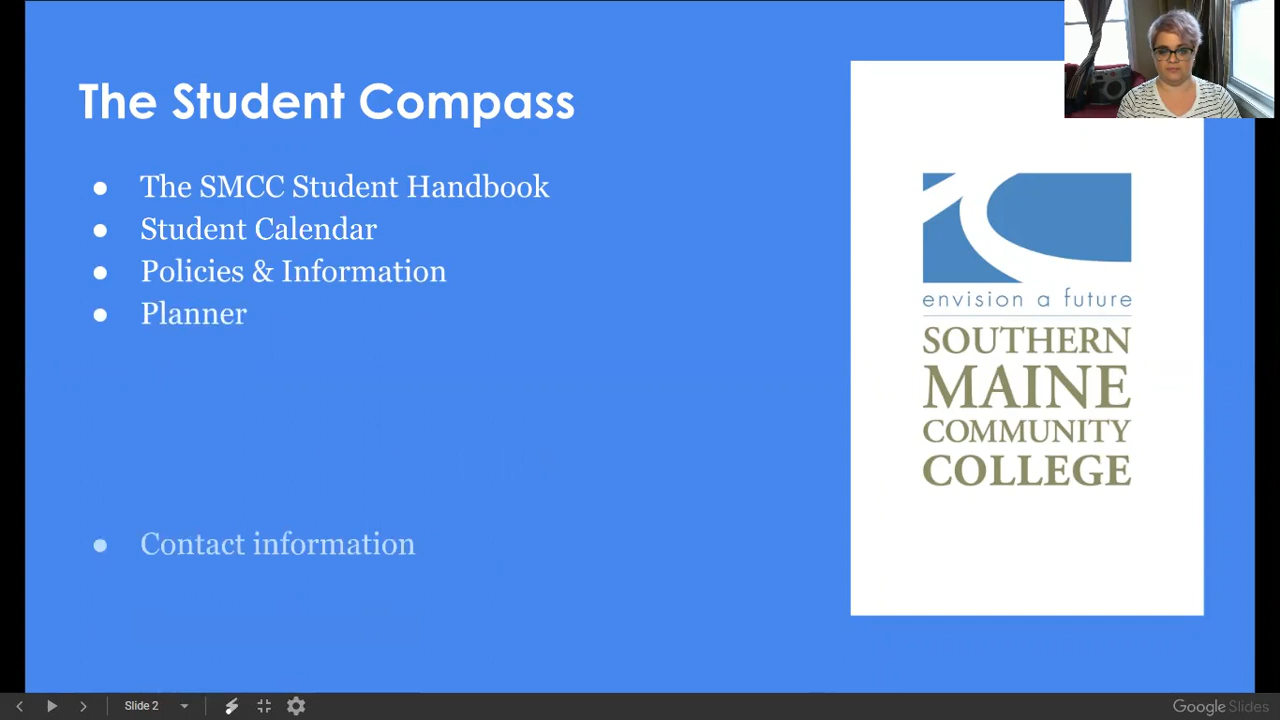 The Student Compass
● The SMCC Student Handbook
● Student Calendar
● Policies & Information
● Planner
● Contact information
envision a future
SOUTHERN
MAINE
COMMUNITY
COLLEGE
Slide 2
Google Slides